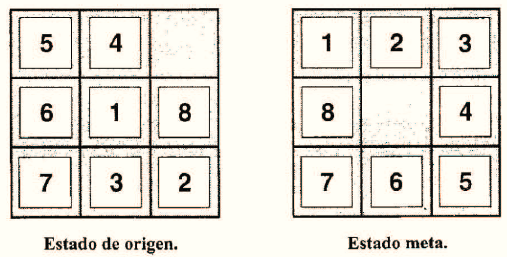 5 4 1 2 3
6 1 8 8 4
7 3 2 7 6 5
Estado de origen. Estado meta.